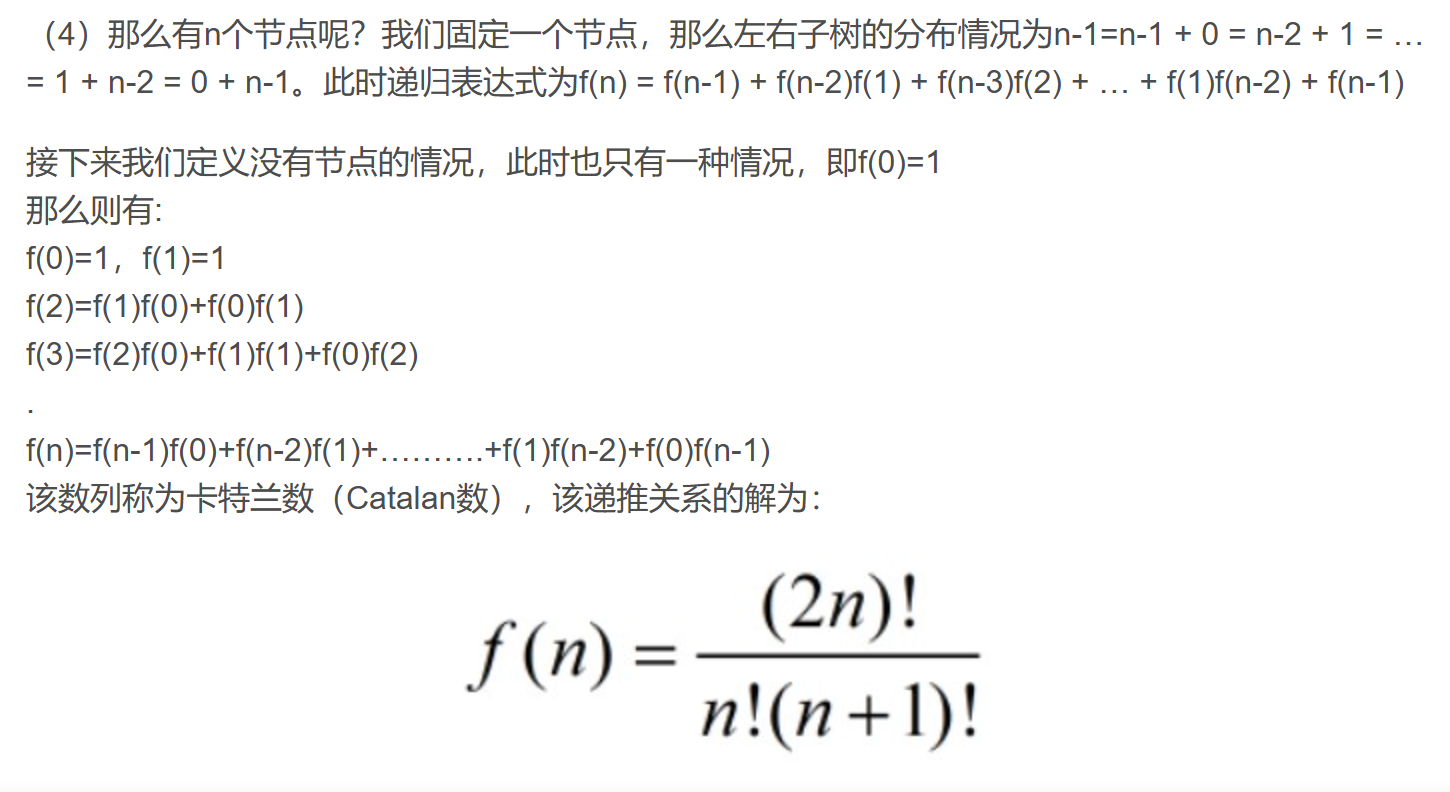 （4）那么有n个节点呢？我们固定一个节点，那么左右子树的分布情况为n-1=n-1 + 0 = n-2 + 1 = …
= 1 + n-2 = 0 + n-1。此时递归表达式为f(n) = f(n-1) + f(n-2)f(1) + f(n-3)f(2) + … + f(1)f(n-2) + f(n-1)
接下来我们定义没有节点的情况，此时也只有一种情况，即f(0)=1
那么则有:
f(0)=1，f(1)=1
f(2)=f(1)f(0)+f(0)f(1)
f(3)=f(2)f(0)+f(1)f(1)+f(0)f(2)
.
f(n)=f(n-1)f(0)+f(n-2)f(1)+……….+f(1)f(n-2)+f(0)f(n-1)
该数列称为卡特兰数（Catalan数），该递推关系的解为：
(2n)!
f(n) =
n!(n+1)!